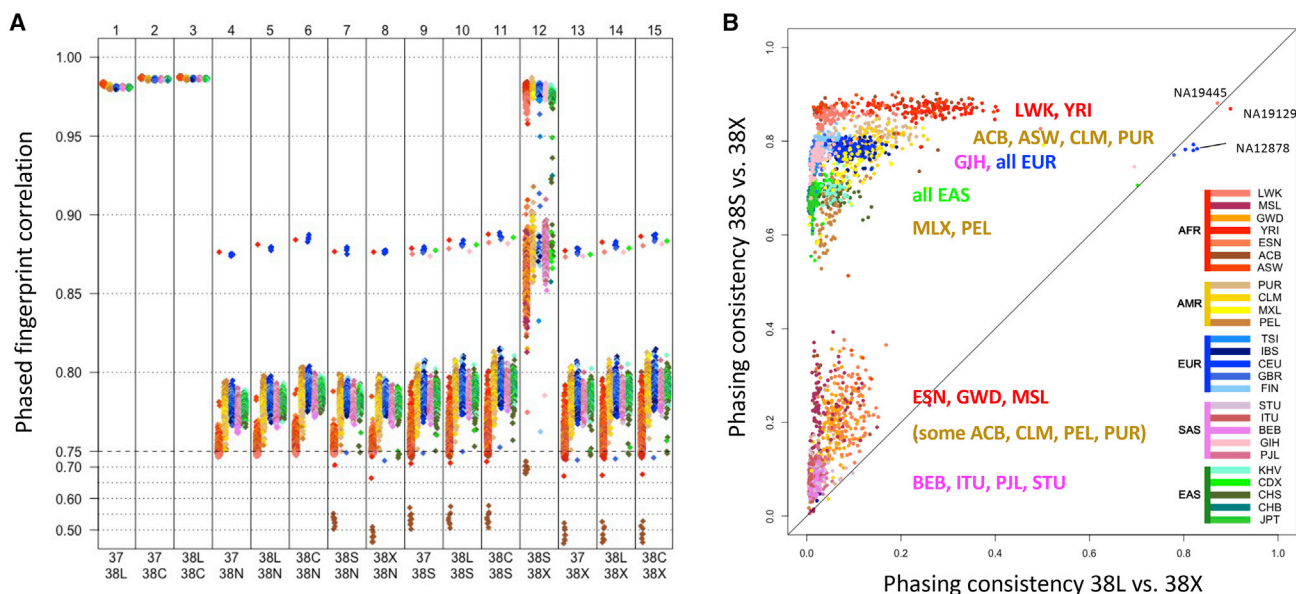 A
1 2 3 4 5 6 7 8 9 10 11 12 13 14 15
Phased fingerprint correlation
1.00
0.95
0.90
0.85
0.80
0.75
0.70
0.60
0.50
37 37 38L 37 38L 38C 38S 38X 37 38L 38C 38S 37 38L 38C
38L 38C 38C 38N 38N 38N 38N 38N 38S 38S 38S 38X 38X 38X 38X
B
Phasing consistency 38S vs. 38X
1.0
0.8
0.6
0.4
0.2
0.0
NA19445
NA19129
NA12878
LWK, YRI
ACB, ASW, CLM, PUR
GIH, all EUR
all EAS
MLX, PEL
ESN, GWD, MSL
(some ACB, CLM, PEL, PUR)
BEB, ITU, PJL, STU
AFR
LWK
MSL
GWD
YRI
ESN
ACB
ASW
AMR
PUR
CLM
MXL
PEL
EUR
TSI
IBS
CEU
GBR
FIN
SAS
STU
ITU
BEB
GIH
PJL
EAS
KHV
CDX
CHS
CHB
JPT
0.0 0.2 0.4 0.6 0.8 1.0
Phasing consistency 38L vs. 38X